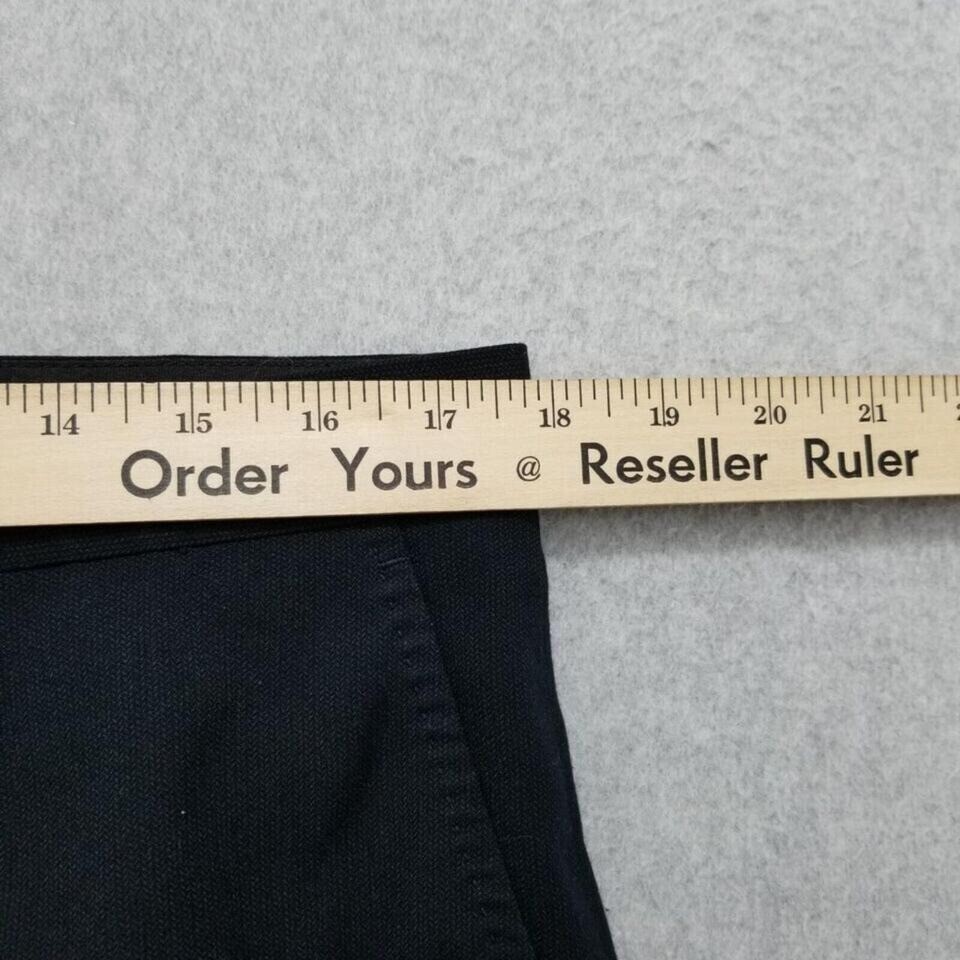 14 15 16 17 18 19 20 21
Order Yours @ Reseller Ruler